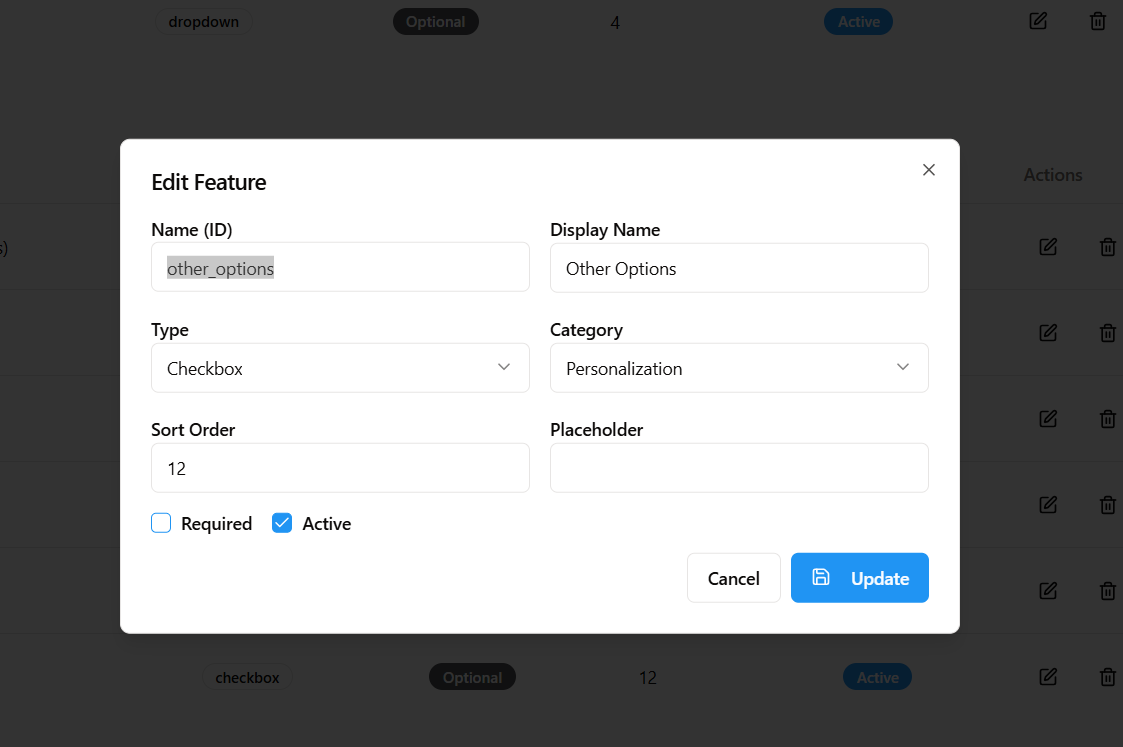 dropdown Optional 4 Active
Actions
s)
Edit Feature
Name (ID) Display Name
other_options Other Options
Type Category
Checkbox Personalization
Sort Order Placeholder
12
Required Active
Cancel Update
checkbox Optional 12 Active